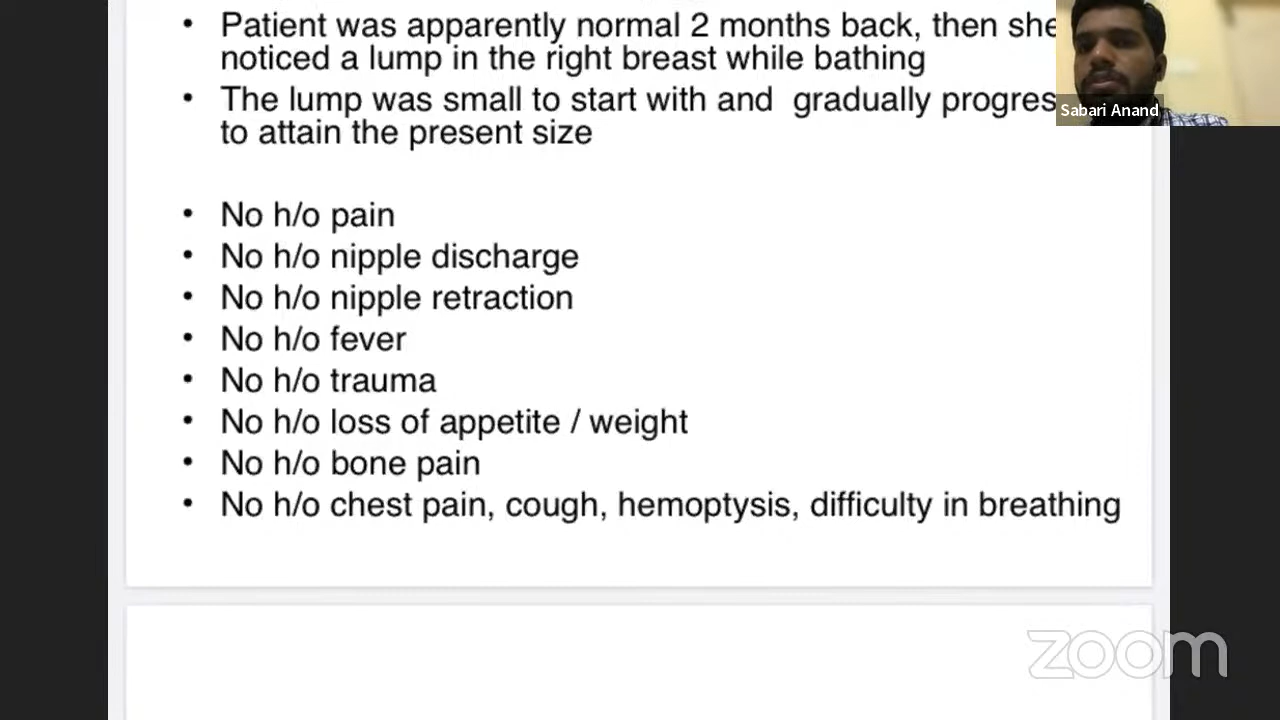 • Patient was apparently normal 2 months back, then she
noticed a lump in the right breast while bathing
• The lump was small to start with and gradually progres
to attain the present size
• No h/o pain
• No h/o nipple discharge
• No h/o nipple retraction
• No h/o fever
• No h/o trauma
• No h/o loss of appetite / weight
• No h/o bone pain
• No h/o chest pain, cough, hemoptysis, difficulty in breathing
Sabari Anand
zoom